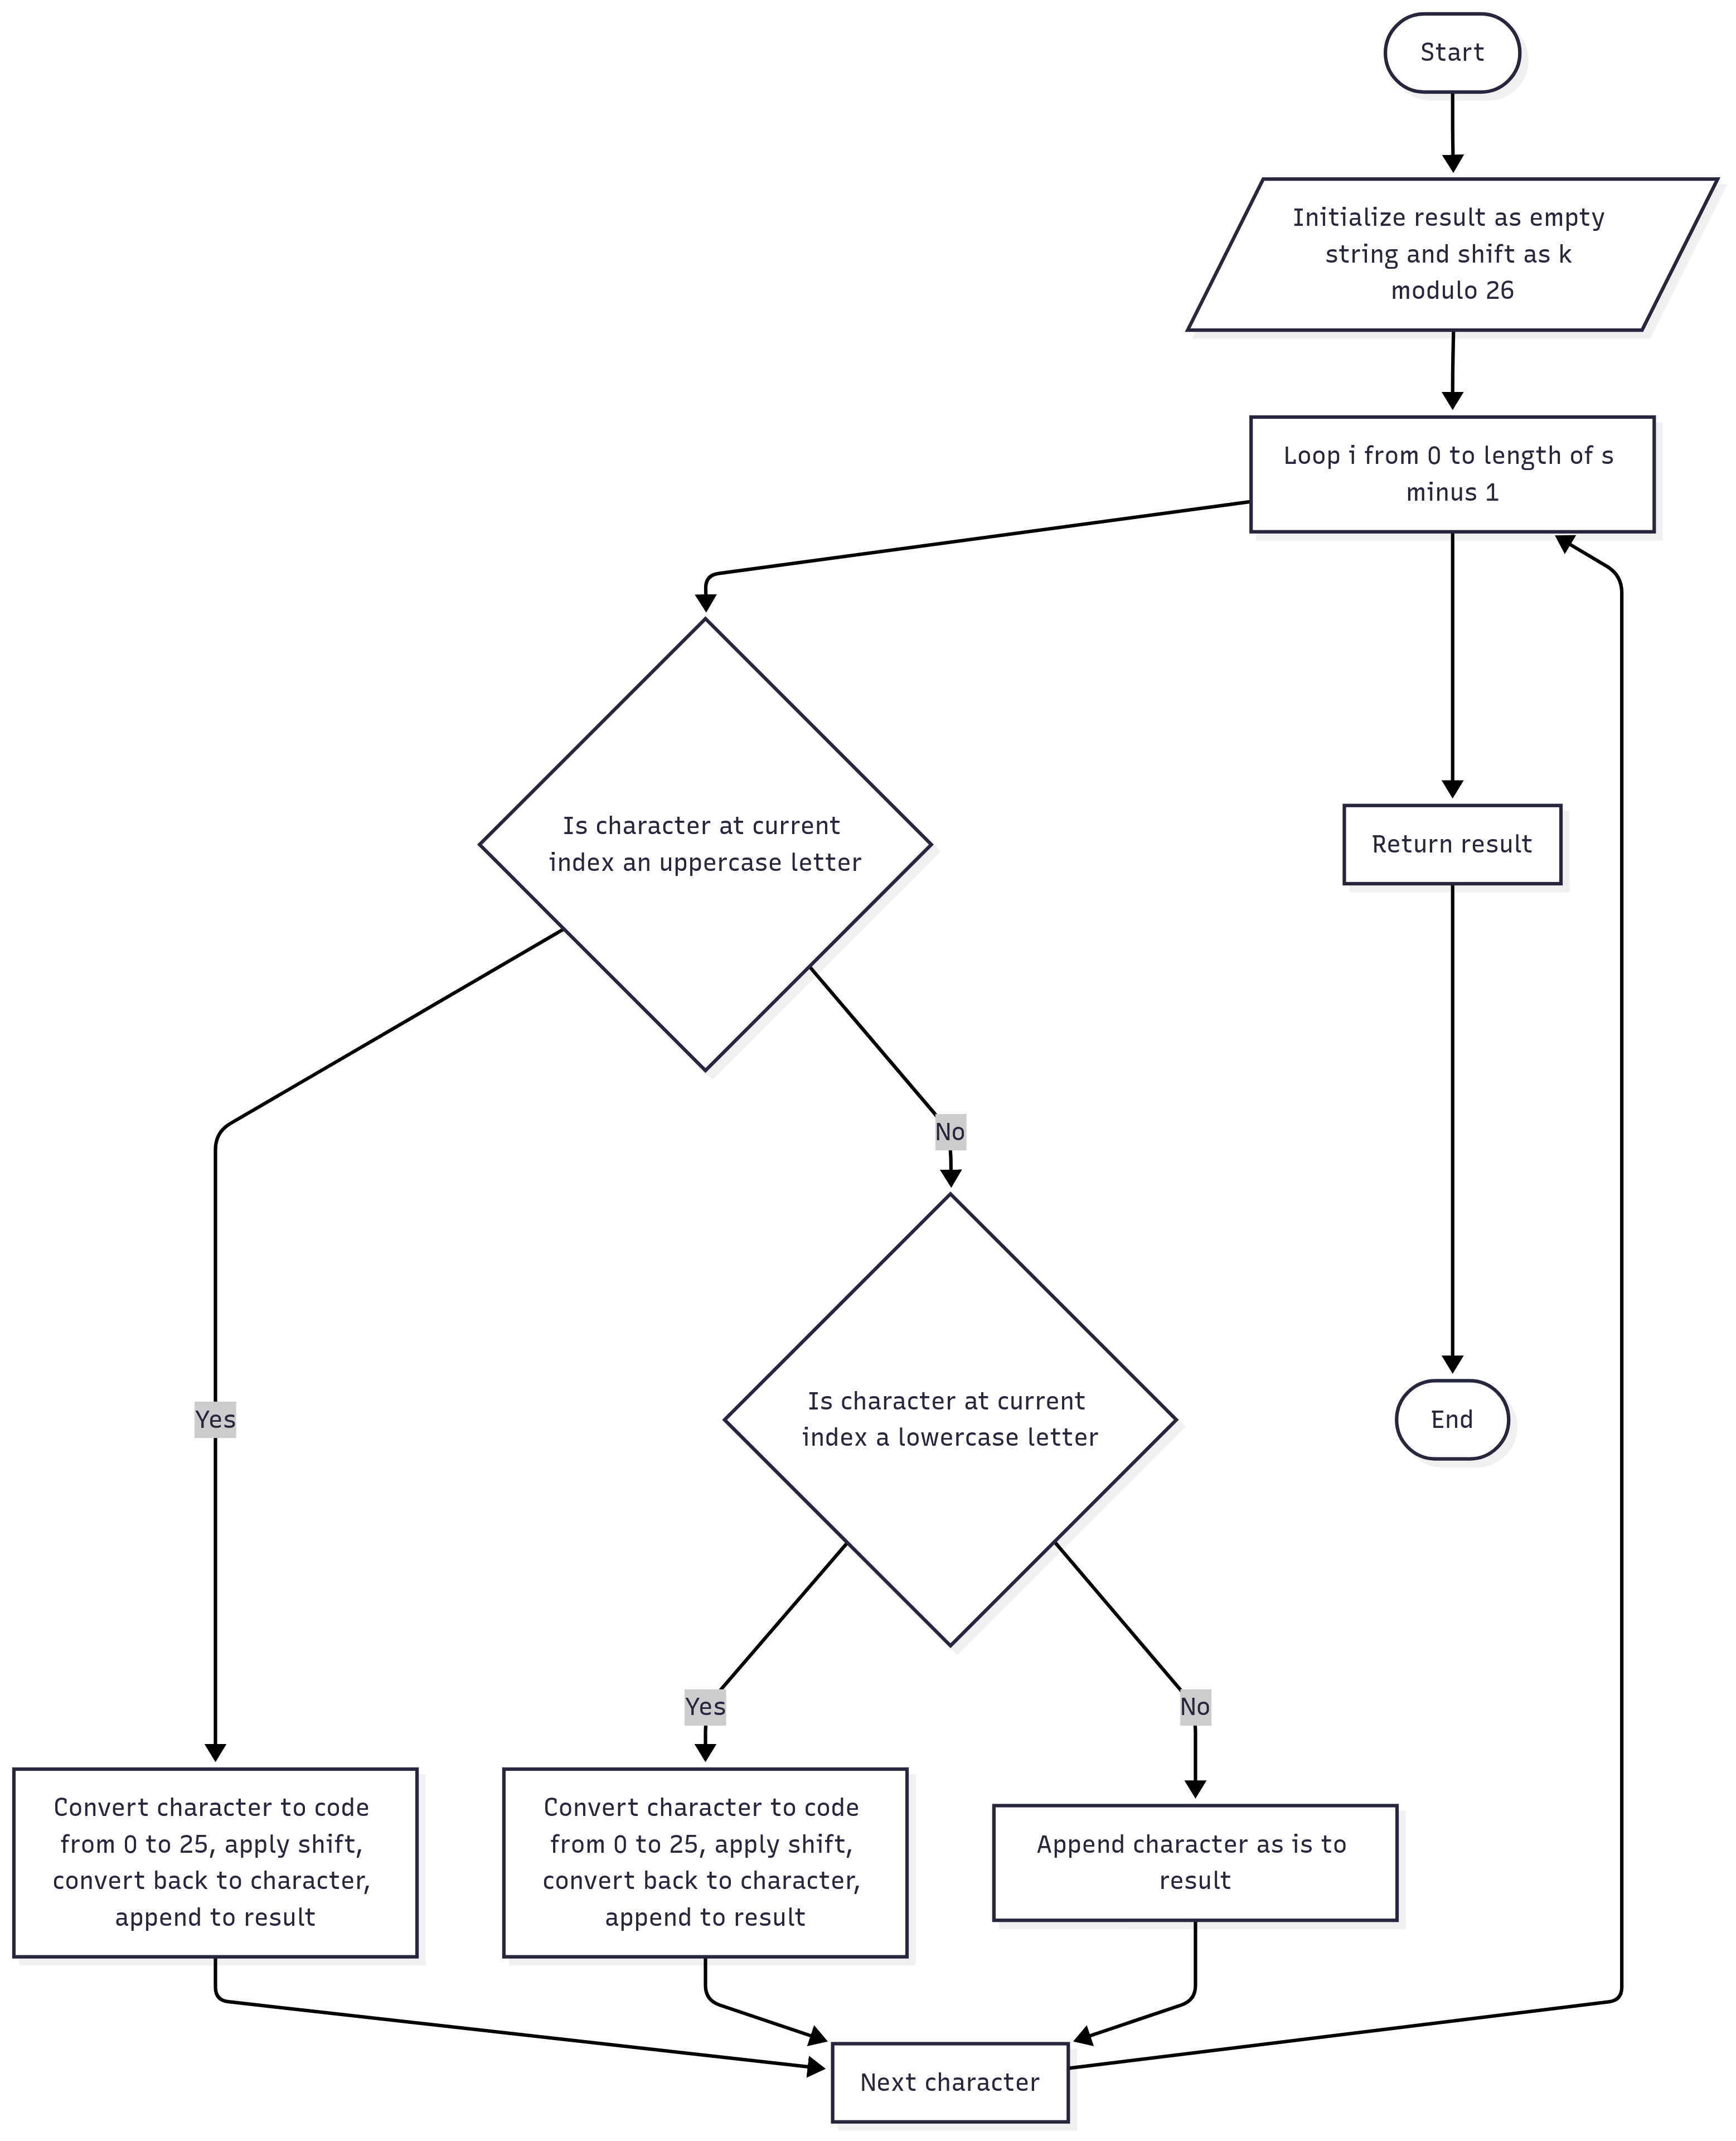 Start
Initialize result as empty
string and shift as k
modulo 26
Loop i from 0 to length of s
minus 1
Is character at current
index an uppercase letter
Return result
No
Is character at current
index a lowercase letter
End
Yes
Yes
No
Convert character to code
from 0 to 25, apply shift,
convert back to character,
append to result
Convert character to code
from 0 to 25, apply shift,
convert back to character,
append to result
Append character as is to
result
Next character